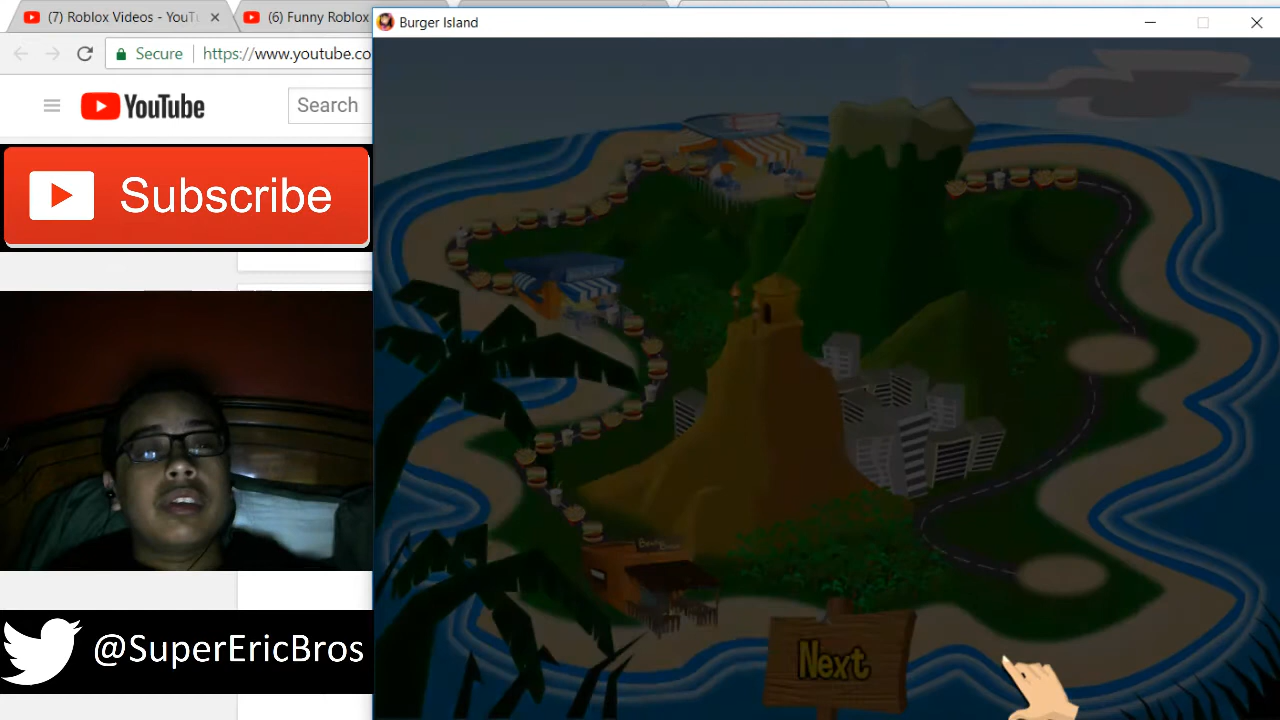 (7) Roblox Videos - YouT
(6) Funny Roblox
Burger Island
Secure
https://www.youtube.co
YouTube
Search
Subscribe
Next
@SuperEricBros